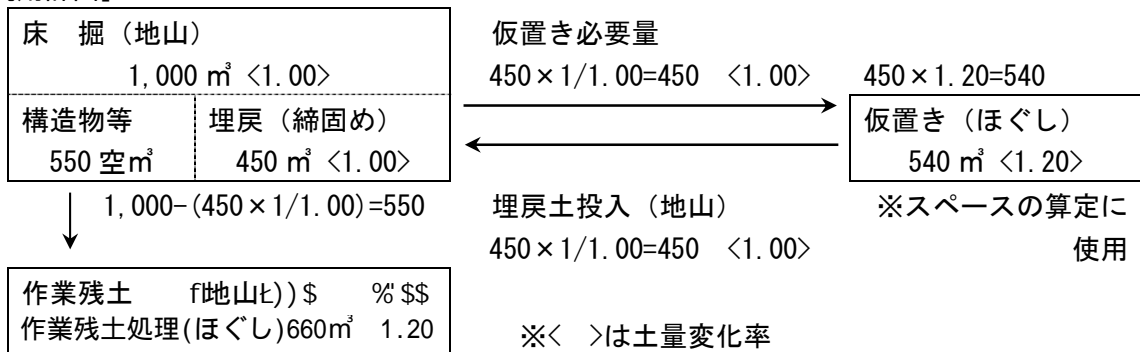 床　掘（地山）
1,000 ㎥ <1.00>
構造物等
550 空㎥
埋戻（締固め）
450 ㎥ <1.00>
1,000-(450×1/1.00)=550
仮置き必要量
450×1/1.00=450　<1.00>
450×1.20=540
仮置き（ほぐし）
540 ㎥ <1.20>
埋戻土投入（地山）
450×1/1.00=450　<1.00>
※スペースの算定に
使用
作業残土　地山
作業残土処理(ほぐし)660㎥　1.20
※<　>は土量変化率